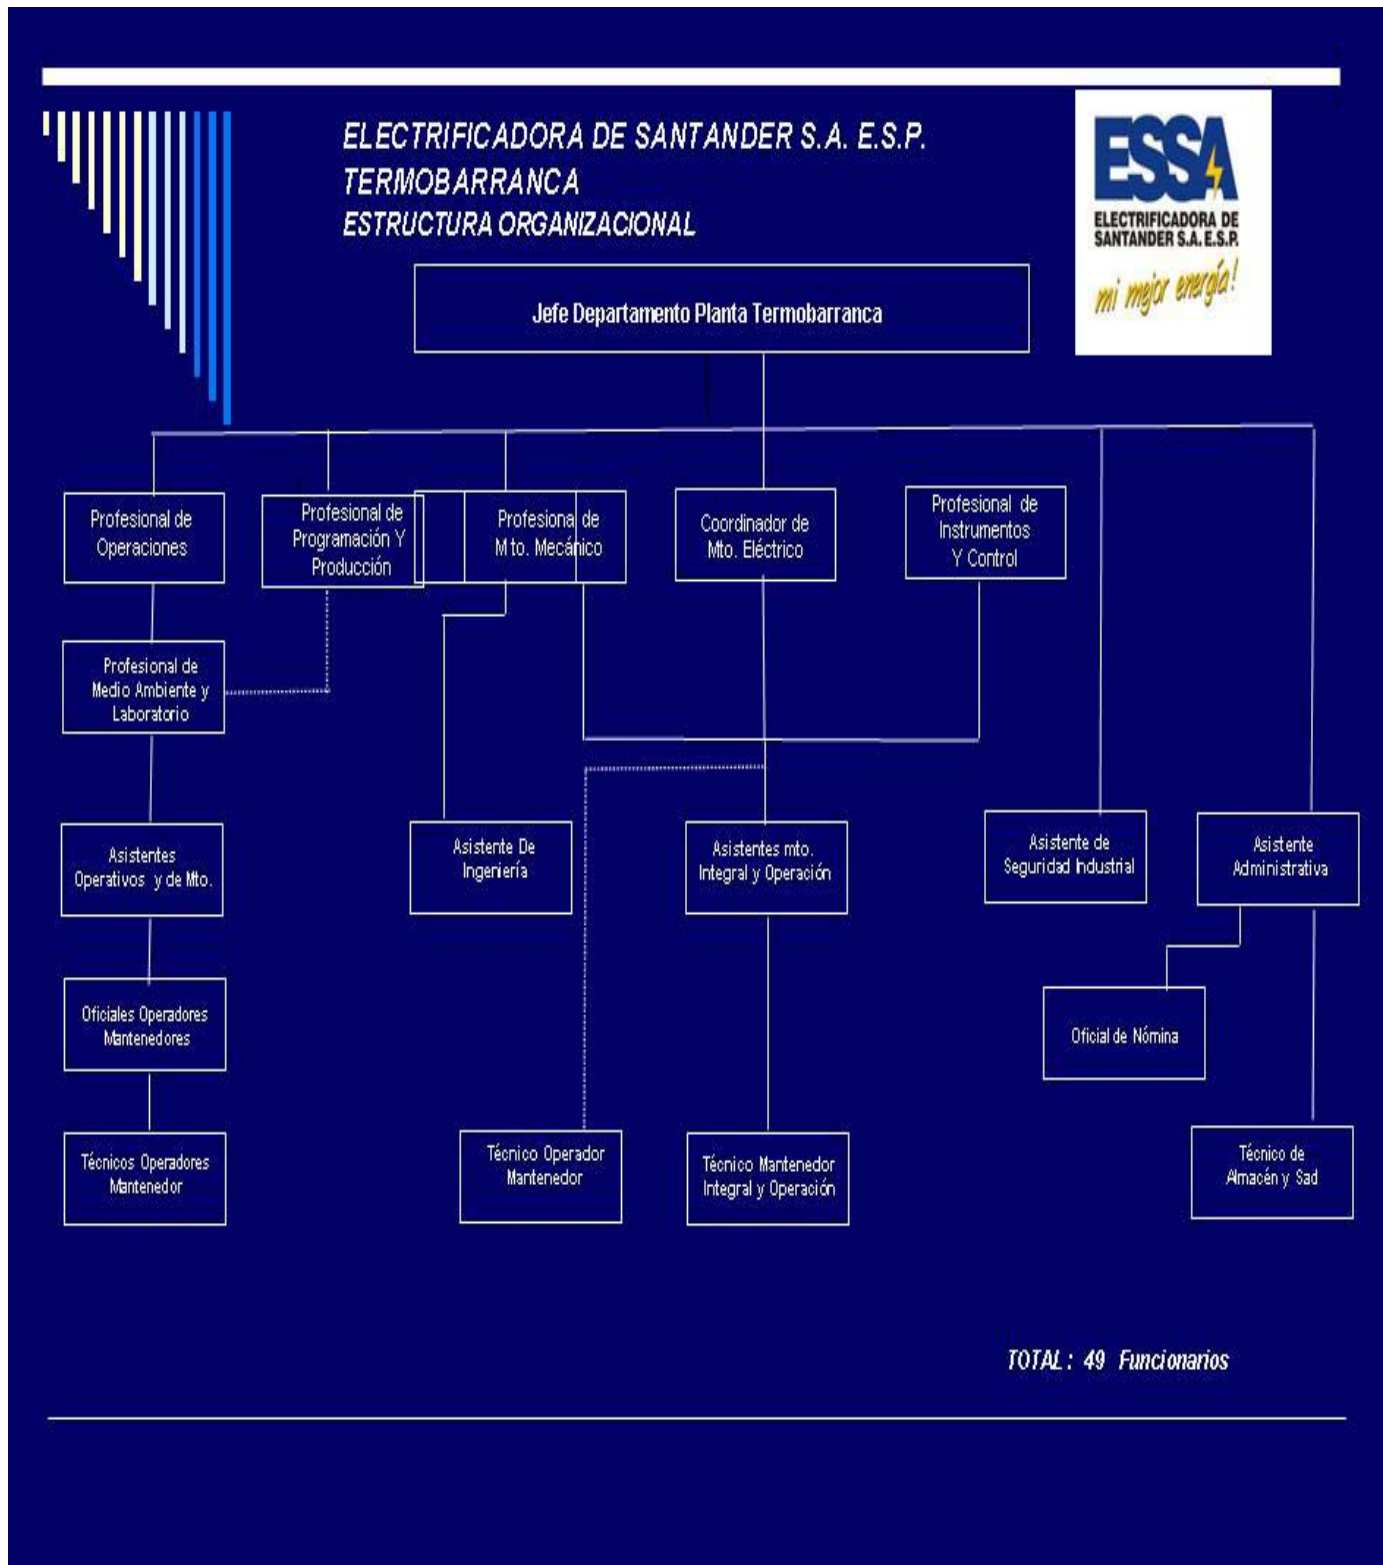 ELECTRIFICADORA DE SANTANDER S.A. E.S.P.
TERMOBARRANCA
ESTRUCTURA ORGANIZACIONAL
ESSA
ELECTRIFICADORA DE
SANTANDER S.A. E.S.P.
mi mejor energía!
Jefe Departamento Planta Termobarranca
Profesional de
Operaciones
Profesional de
Programación Y
Producción
Profesional de
Mto. Mecánico
Coordinador de
Mto. Eléctrico
Profesional de
Instrumentos
Y Control
Profesional de
Medio Ambiente y
Laboratorio
Asistentes
Operativos y de Mto.
Asistente De
Ingeniería
Asistentes mto.
Integral y Operación
Asistente de
Seguridad Industrial
Asistente
Administrativa
Oficiales Operadores
Mantenedores
Oficial de Nómina
Técnicos Operadores
Mantenedor
Técnico Operador
Mantenedor
Técnico Mantenedor
Integral y Operación
Técnico de
Almacén y Sad
TOTAL : 49 Funcionarios